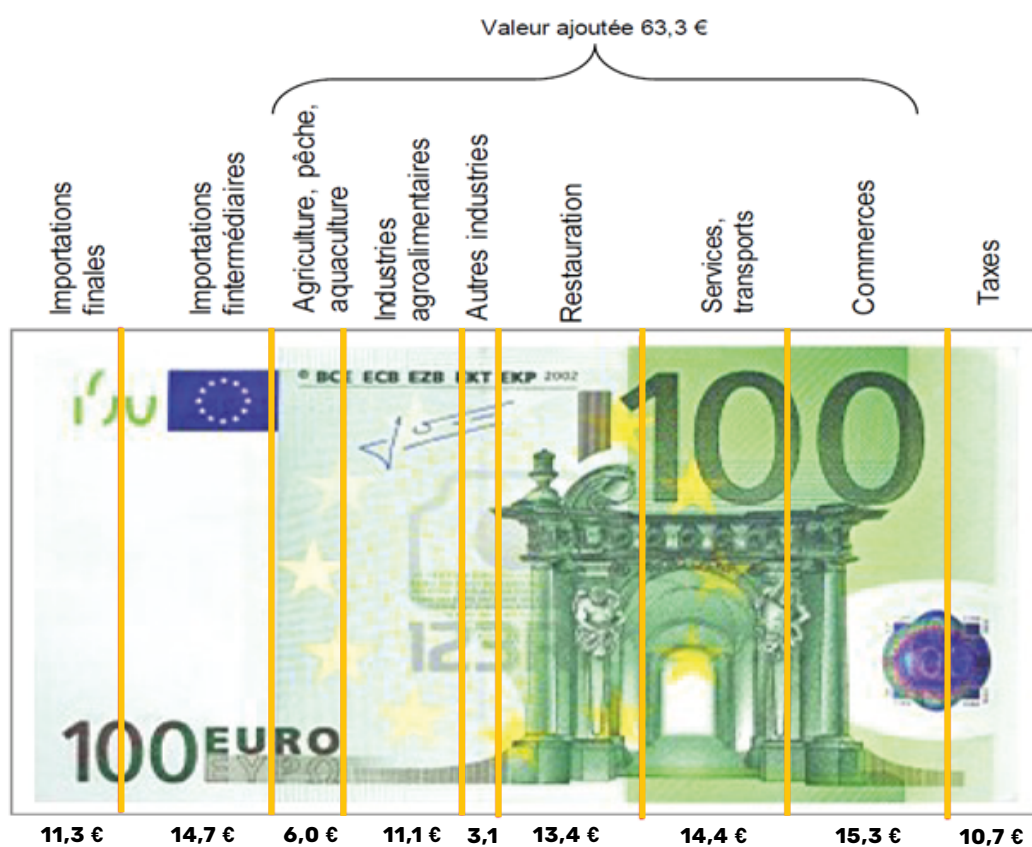 Valeur ajoutée 63,3 €
Importations
finales
Importations
fintermédiaires
Agriculture, pêche,
aquaculture
Industries
agroalimentaires
Autres industries
Restauration
Services,
transports
Commerces
Taxes
© BCE ECB EZB EKT EKP 2002
100
100 EURO
ΕΥΡΩ
11,3 €
14,7 €
6,0 €
11,1 €
3,1
13,4 €
14,4 €
15,3 €
10,7 €